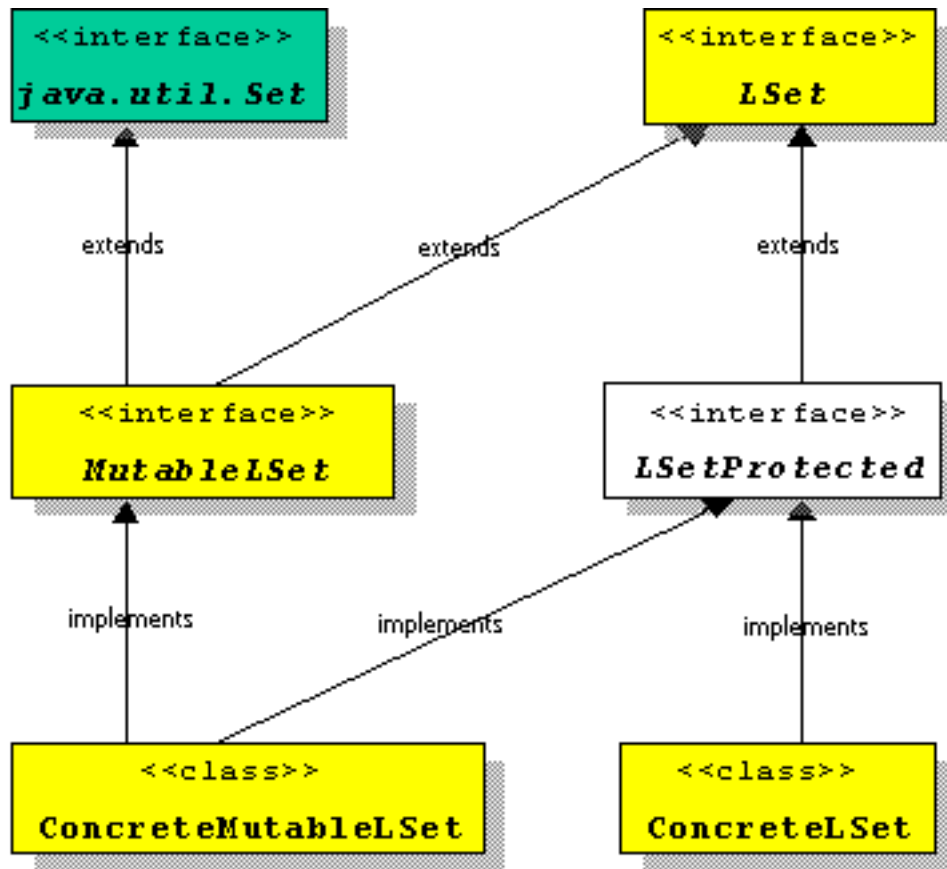 <<interface>>
java.util.Set
<<interface>>
LSet
extends
extends
extends
<<interface>>
MutableLSet
<<interface>>
LSetProtected
implements
implements
implements
<<class>>
ConcreteMutableLSet
<<class>>
ConcreteLSet